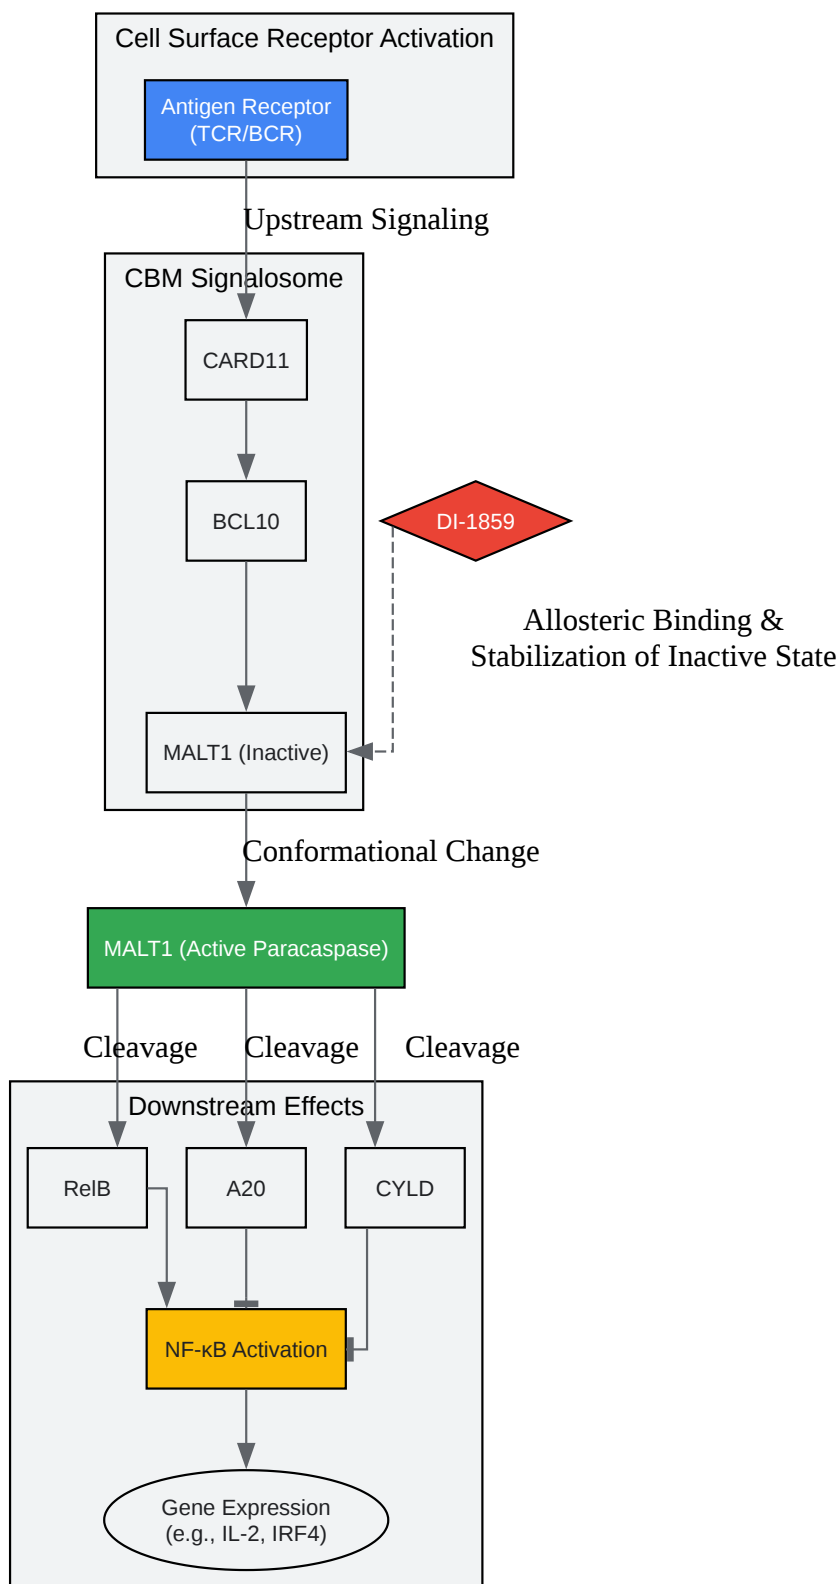 Cell Surface Receptor Activation
Antigen Receptor
(TCR/BCR)
Upstream Signaling
CBM Signalosome
CARD11
BCL10
DI-1859
Allosteric Binding &
Stabilization of Inactive State
MALT1 (Inactive)
Conformational Change
MALT1 (Active Paracaspase)
Cleavage
Cleavage
Cleavage
Downstream Effects
RelB
A20
CYLD
NF-κB Activation
Gene Expression
(e.g., IL-2, IRF4)